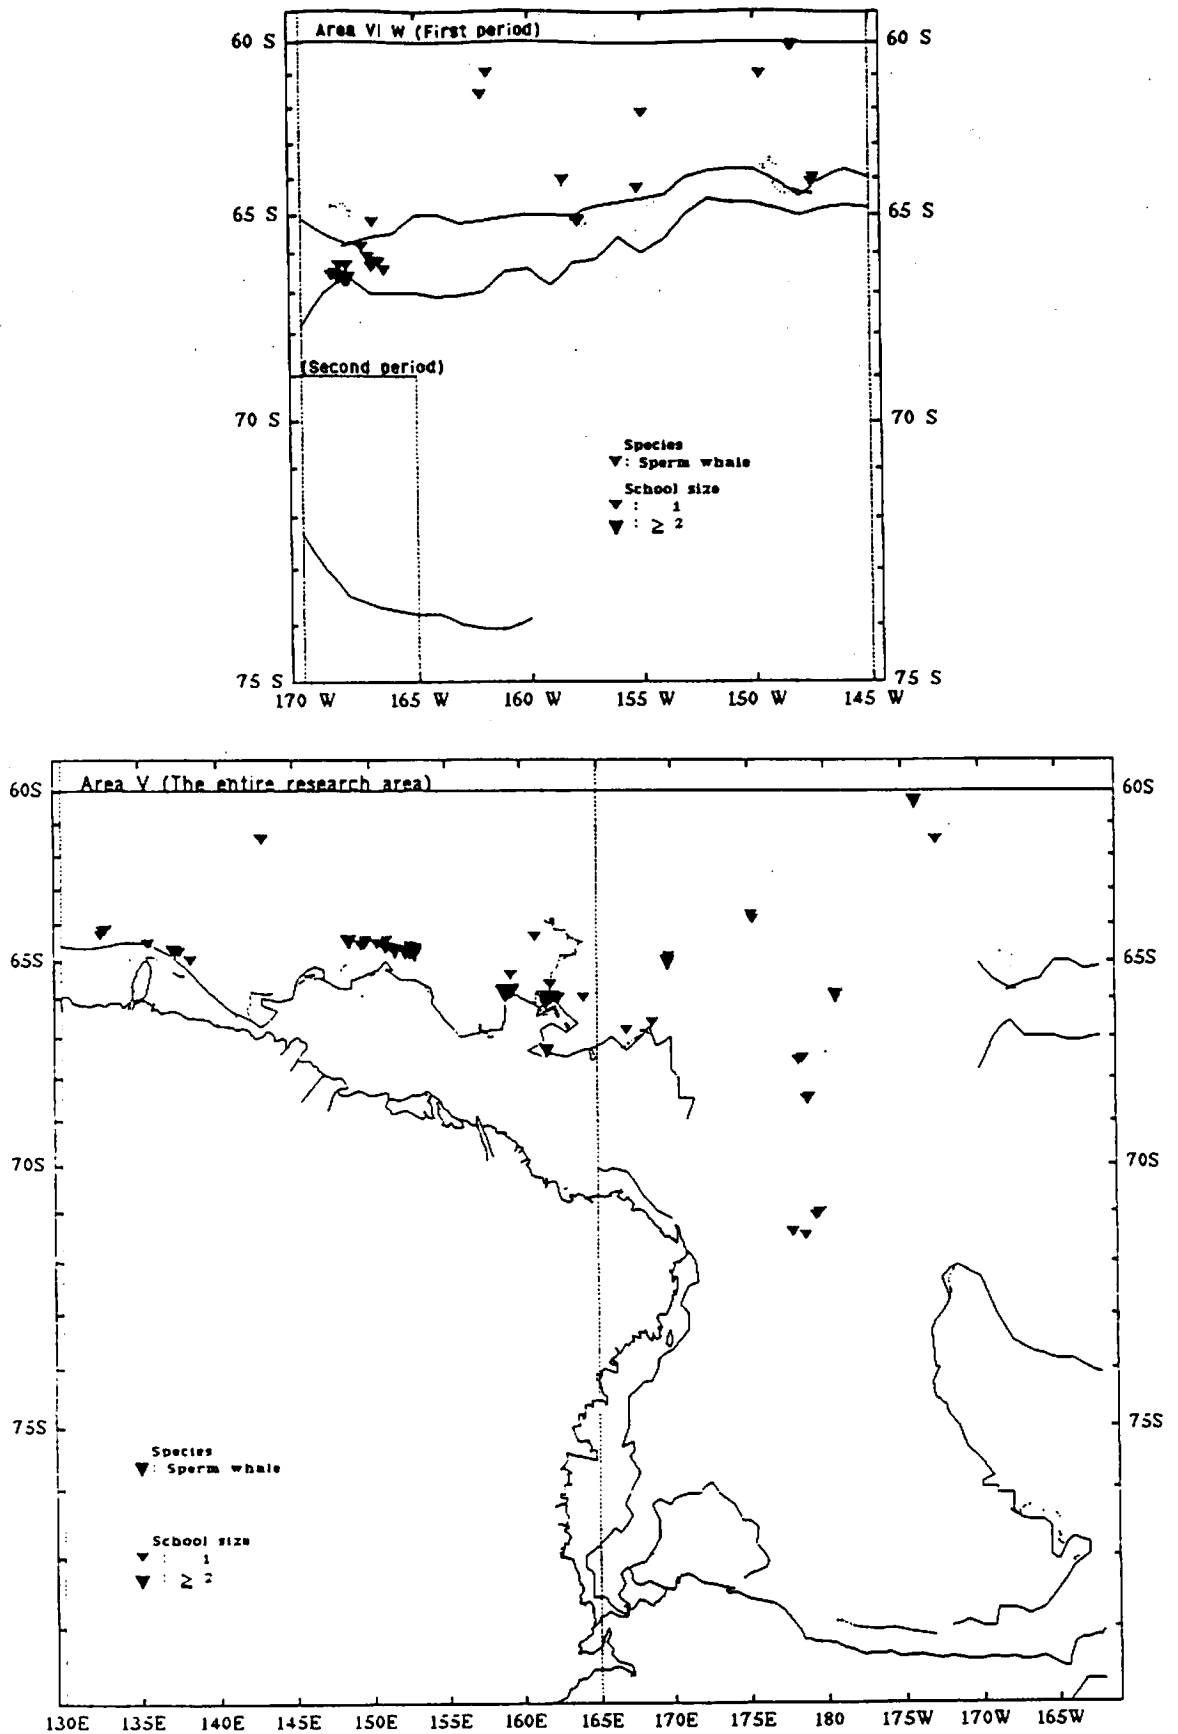 Area VI W (First period)
60 S
60 S
65 S
65 S
(Second period)
70 S
70 S
Species
▼: Sperm whale
School size
▼ : 1
▼ : ≥ 2
75 S
75 S
170 W 165 W 160 W 155 W 150 W 145 W
Area V (The entire research area)
60S
60S
65S
65S
70S
70S
75S
75S
Species
▼: Sperm whale
School size
▼ : 1
▼ : ≥ 2
130E 135E 140E 145E 150E 155E 160E 165E 170E 175E 180 175W 170W 165W